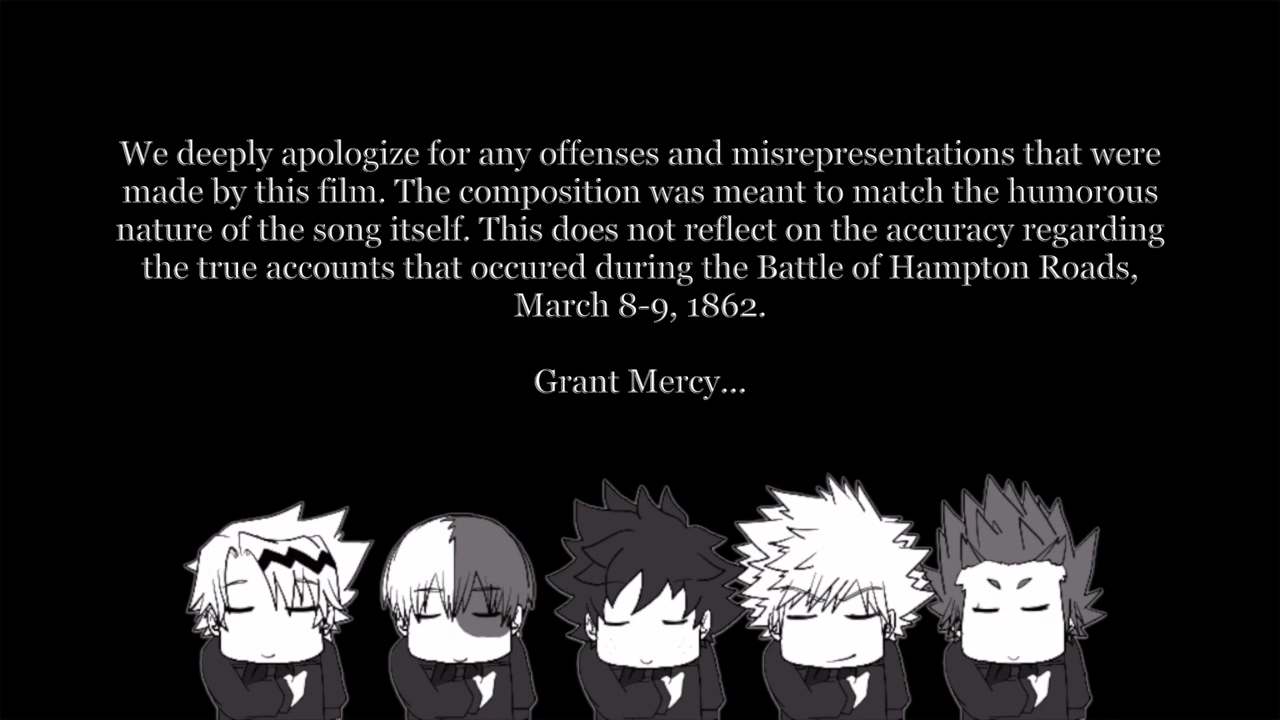 We deeply apologize for any offenses and misrepresentations that were
made by this film. The composition was meant to match the humorous
nature of the song itself. This does not reflect on the accuracy regarding
the true accounts that occured during the Battle of Hampton Roads,
March 8-9, 1862.
Grant Mercy...